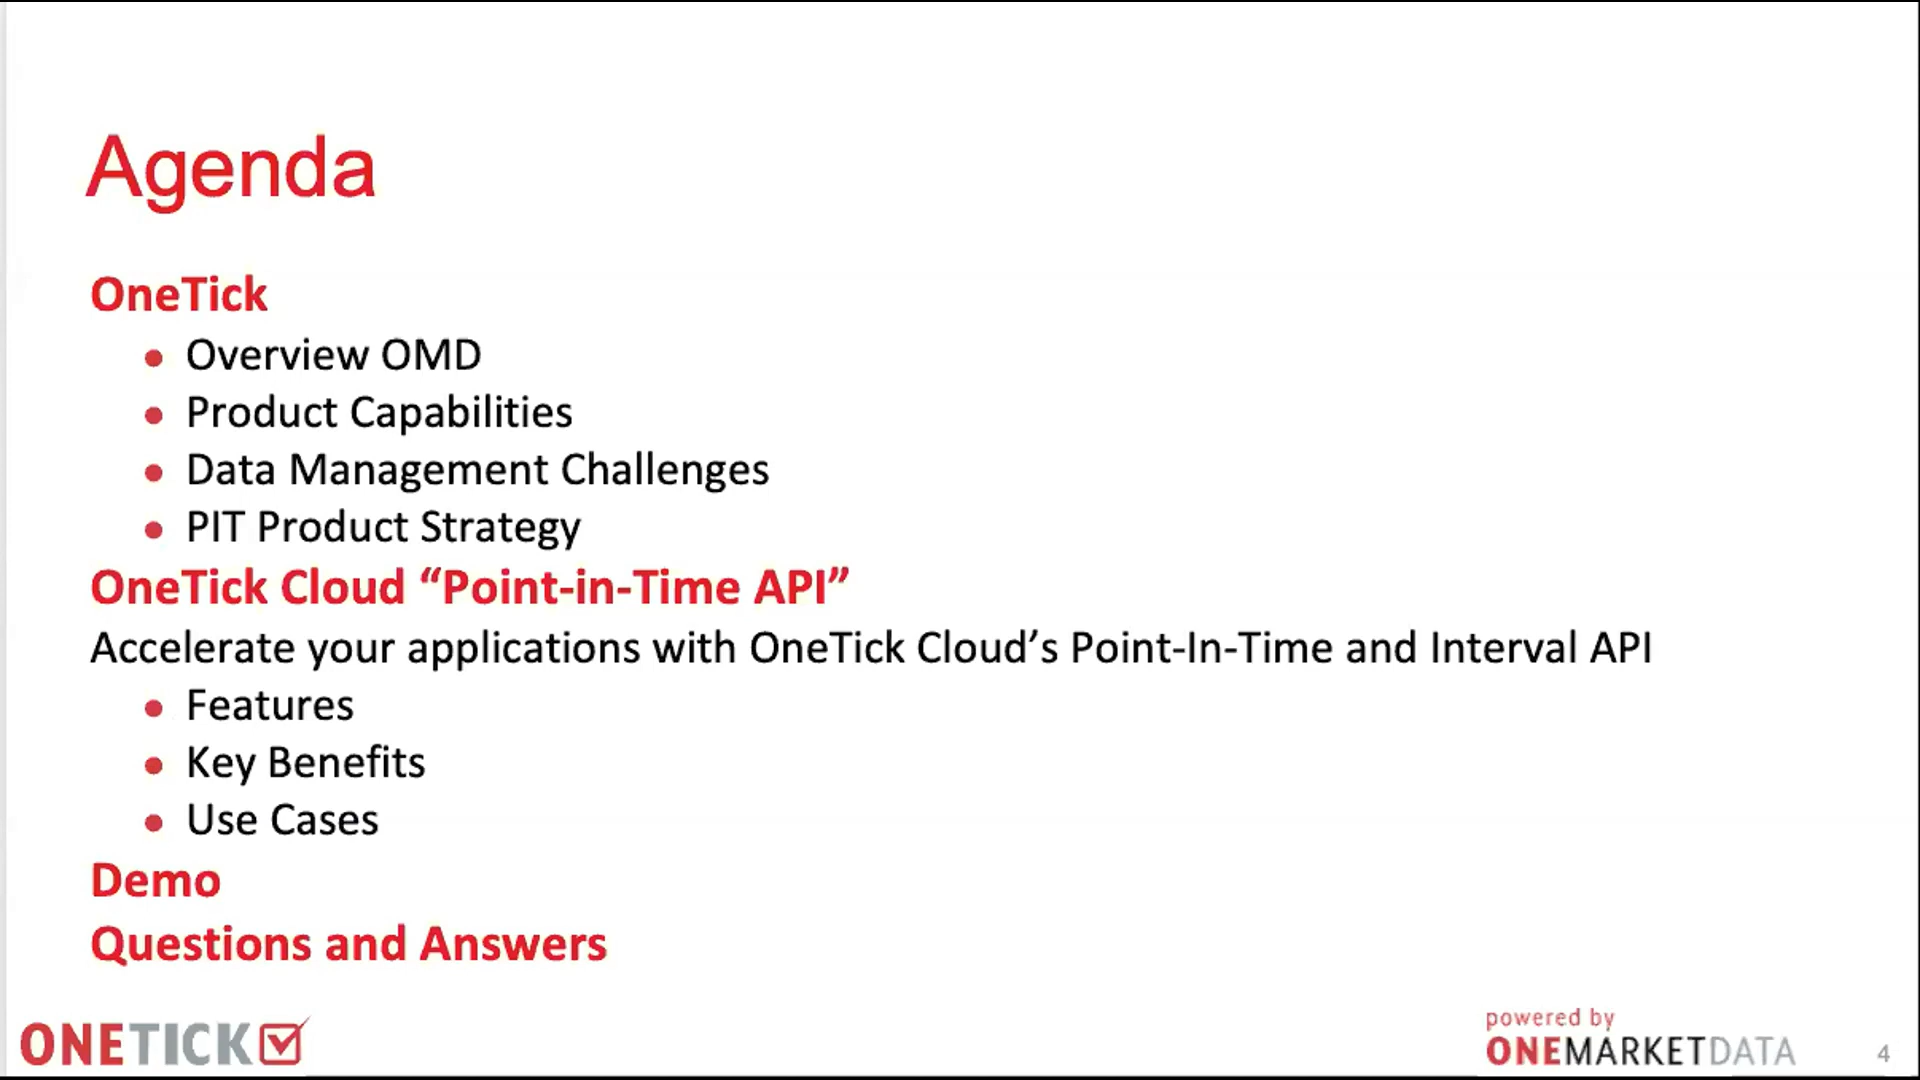 Agenda
OneTick
• Overview OMD
• Product Capabilities
• Data Management Challenges
• PIT Product Strategy
OneTick Cloud “Point-in-Time API”
Accelerate your applications with OneTick Cloud’s Point-In-Time and Interval API
• Features
• Key Benefits
• Use Cases
Demo
Questions and Answers
ONETICK
powered by
ONEMARKETDATA
4